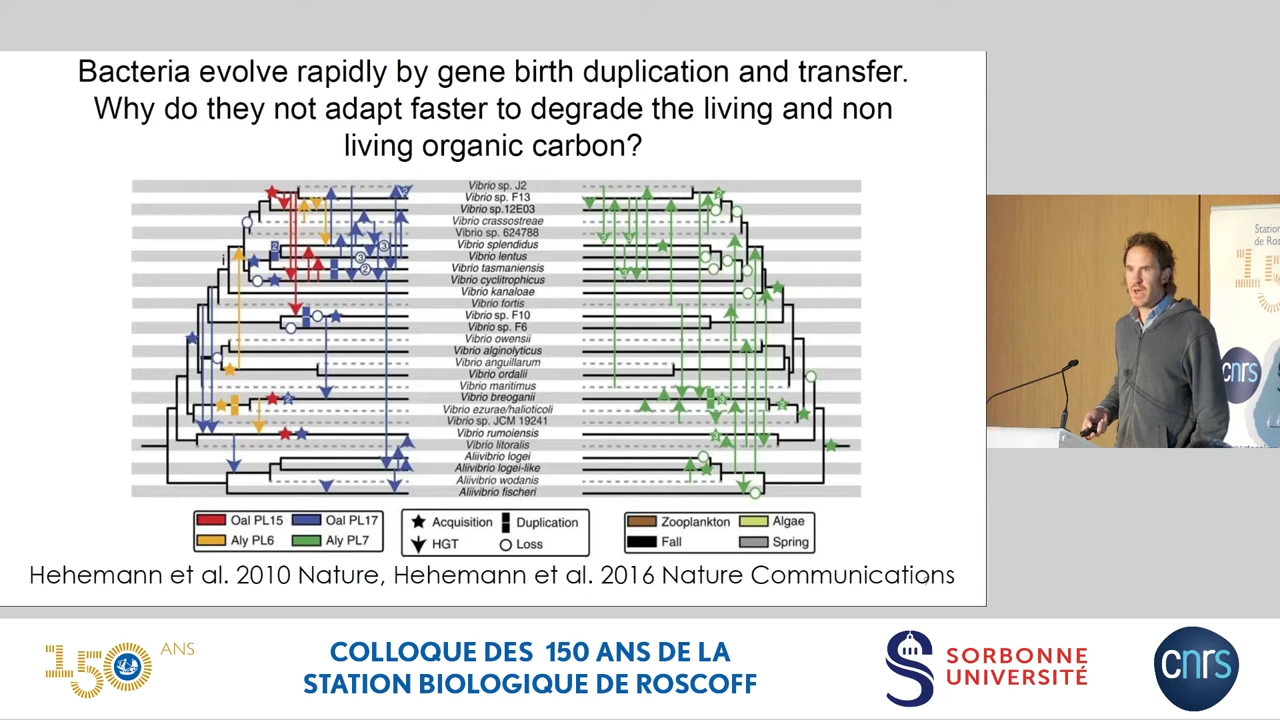 Bacteria evolve rapidly by gene birth duplication and transfer.
Why do they not adapt faster to degrade the living and non
living organic carbon?
Vibrio sp. J2
Vibrio sp. F13
Vibrio sp.12E03
Vibrio crassostreae
Vibrio sp. 624788
Vibrio splendidus
Vibrio lentus
Vibrio tasmaniensis
Vibrio cyclitrophicus
Vibrio kanaloae
Vibrio fortis
Vibrio sp. F10
Vibrio sp. F6
Vibrio owensii
Vibrio alginolyticus
Vibrio anguillarum
Vibrio ordalii
Vibrio maritimus
Vibrio breoganii
Vibrio ezurae/halioticoli
Vibrio sp. JCM 19241
Vibrio rumoiensis
Vibrio litoralis
Aliivibrio logei
Aliivibrio logei-like
Aliivibrio wodanis
Aliivibrio fischeri
Oal PL15 Oal PL17
Aly PL6 Aly PL7
Acquisition Duplication
HGT Loss
Zooplankton Algae
Fall Spring
Hehemann et al. 2010 Nature, Hehemann et al. 2016 Nature Communications
Station
de Ros
cnrs
150 ANS
COLLOQUE DES 150 ANS DE LA
STATION BIOLOGIQUE DE ROSCOFF
SORBONNE
UNIVERSITÉ
cnrs